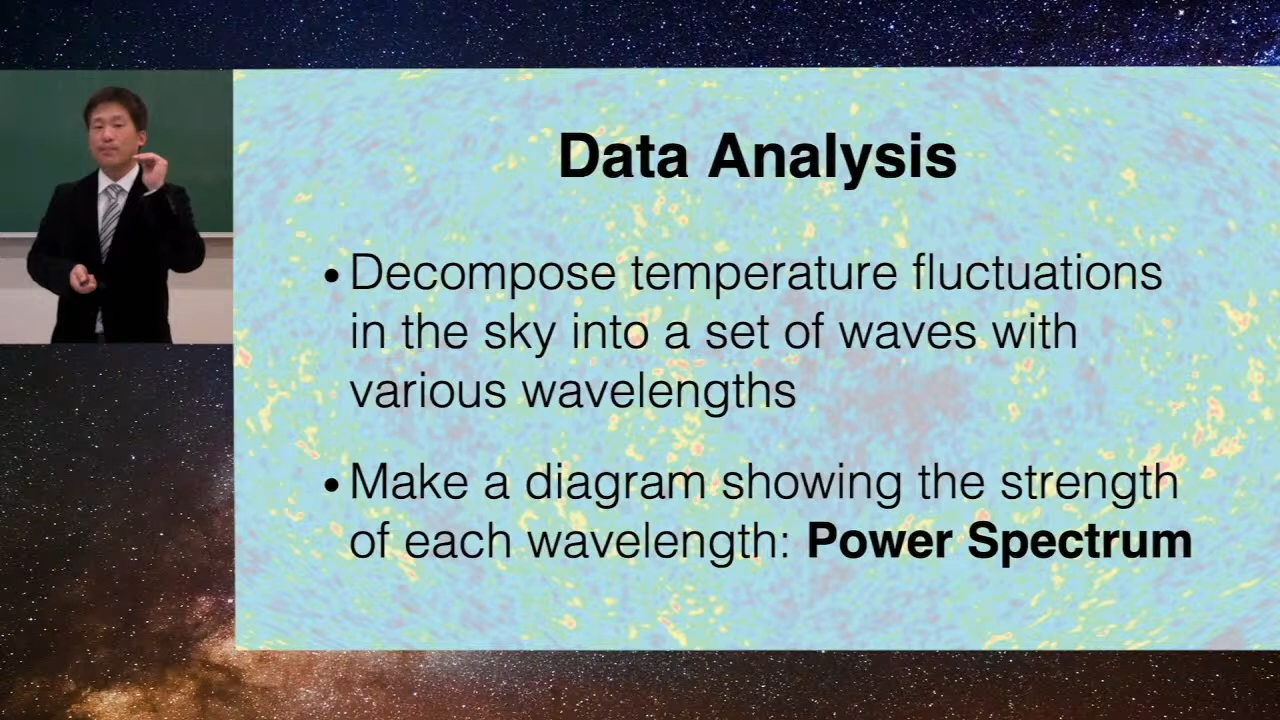 Data Analysis
• Decompose temperature fluctuations
in the sky into a set of waves with
various wavelengths
• Make a diagram showing the strength
of each wavelength: Power Spectrum